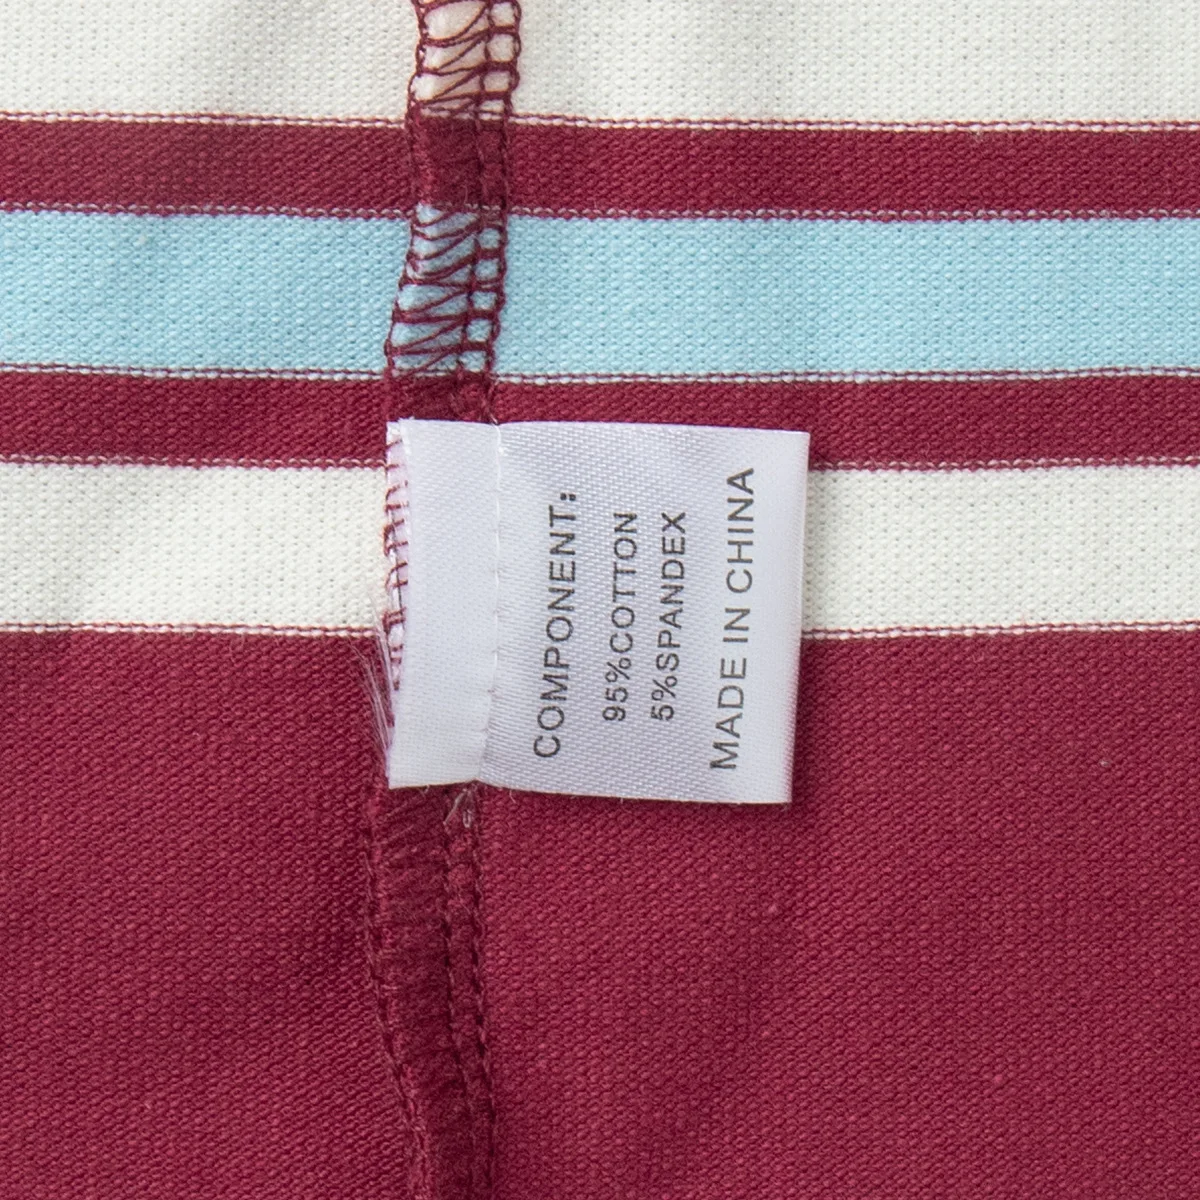 COMPONENT:
95%COTTON
5%SPANDEX
MADE IN CHINA